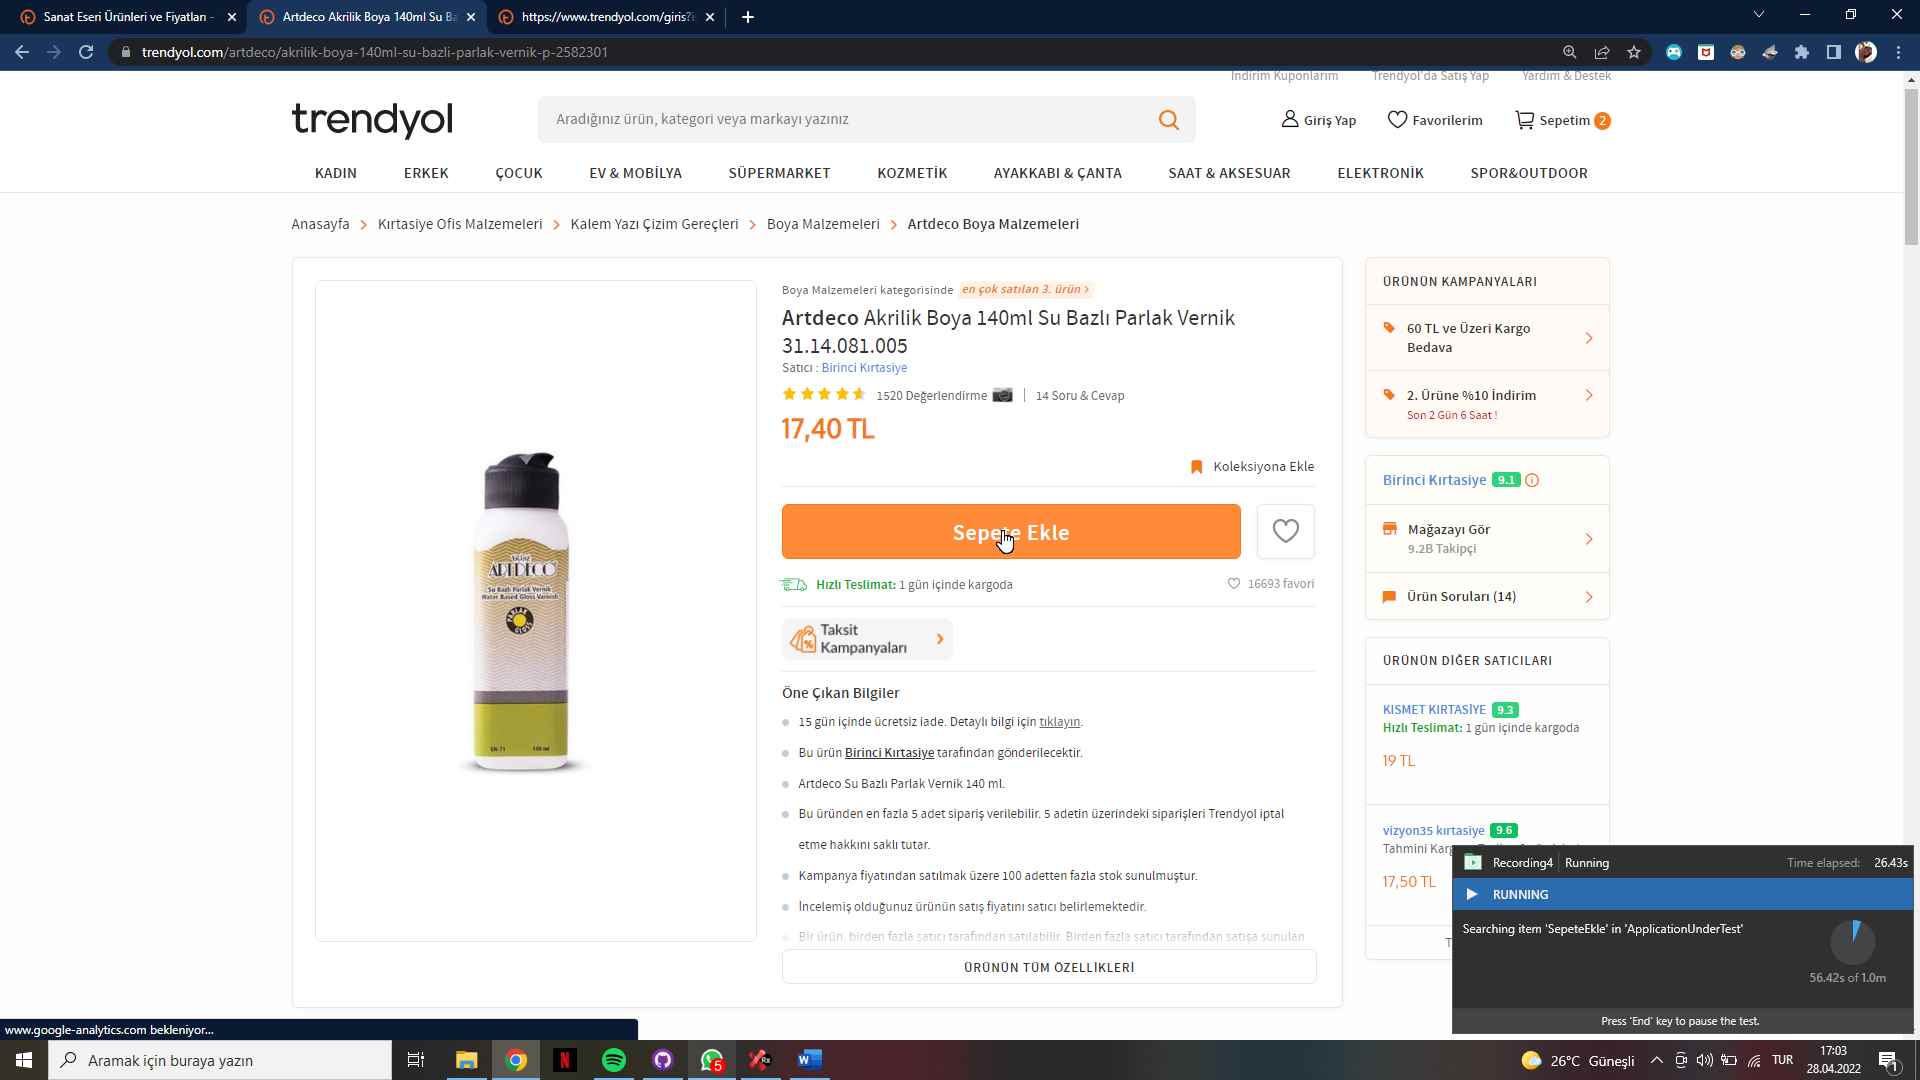 Sanat Eseri Ürünleri ve Fiyatları -
Artdeco Akrilik Boya 140ml Su Ba
https://www.trendyol.com/giris?
trendyol.com/artdeco/akrilik-boya-140ml-su-bazli-parlak-vernik-p-2582301
İndirim Kuponlarım
Trendyol'da Satış Yap
Yardım & Destek
trendyol
Aradığınız ürün, kategori veya markayı yazınız
Giriş Yap
Favorilerim
Sepetim 2
KADIN
ERKEK
ÇOCUK
EV & MOBİLYA
SÜPERMARKET
KOZMETİK
AYAKKABI & ÇANTA
SAAT & AKSESUAR
ELEKTRONİK
SPOR&OUTDOOR
Anasayfa > Kırtasiye Ofis Malzemeleri > Kalem Yazı Çizim Gereçleri > Boya Malzemeleri > Artdeco Boya Malzemeleri
ARTDECO
Su Bazlı Parlak Vernik
Water Based Gloss Varnish
Boya Malzemeleri kategorisinde en çok satılan 3. ürün >
Artdeco Akrilik Boya 140ml Su Bazlı Parlak Vernik
31.14.081.005
Satıcı : Birinci Kırtasiye
1520 Değerlendirme | 14 Soru & Cevap
17,40 TL
Koleksiyona Ekle
Sepete Ekle
Hızlı Teslimat: 1 gün içinde kargoda
16693 favori
Taksit
Kampanyaları
Öne Çıkan Bilgiler
15 gün içinde ücretsiz iade. Detaylı bilgi için tıklayın.
Bu ürün Birinci Kırtasiye tarafından gönderilecektir.
Artdeco Su Bazlı Parlak Vernik 140 ml.
Bu üründen en fazla 5 adet sipariş verilebilir. 5 adetin üzerindeki siparişleri Trendyol iptal
etme hakkını saklı tutar.
Kampanya fiyatından satılmak üzere 100 adetten fazla stok sunulmuştur.
İncelemiş olduğunuz ürünün satış fiyatını satıcı belirlemektedir.
Bir ürün, birden fazla satıcı tarafından satılabilir. Birden fazla satıcı tarafından satışa sunulan
ÜRÜNÜN TÜM ÖZELLİKLERİ
ÜRÜNÜN KAMPANYALARI
60 TL ve Üzeri Kargo
Bedava
2. Ürüne %10 İndirim
Son 2 Gün 6 Saat !
Birinci Kırtasiye 9.1
Mağazayı Gör
9.2B Takipçi
Ürün Soruları (14)
ÜRÜNÜN DİĞER SATICILARI
KISMET KIRTASİYE 9.3
Hızlı Teslimat: 1 gün içinde kargoda
19 TL
vizyon35 kırtasiye 9.6
Tahmini
17,50 TL
Recording4 | Running
Time elapsed: 26.43s
RUNNING
Searching item 'SepeteEkle' in 'ApplicationUnderTest'
56.42s of 1.0m
Press 'End' key to pause the test.
www.google-analytics.com bekleniyor...
Aramak için buraya yazın
5
26°C Güneşli
TUR
17:03
28.04.2022
1